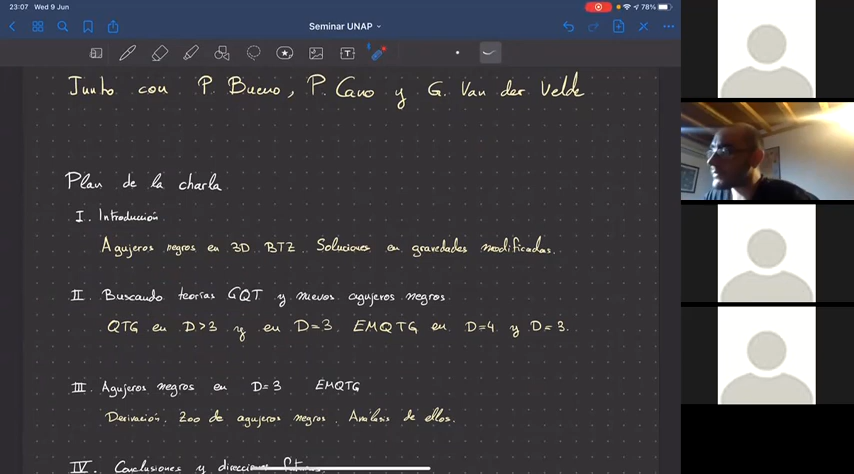 23:07 Wed 9 Jun
78%
Seminar UNAP
Junto con P. Bueno, P. Cano y G. Van der Velde
Plan de la charla
I. Introducción
Agujeros negros en 3D BTZ. Soluciones en gravedades modificadas.
II. Buscando teorías GQT y nuevos agujeros negros
QTG en D>3 y en D=3. EMQTG en D=4 y D=3.
III. Agujeros negros en D=3 EMQTG
Derivación. Zoo de agujeros negros. Análisis de ellos.
IV. Conclusiones y direcciones futuras